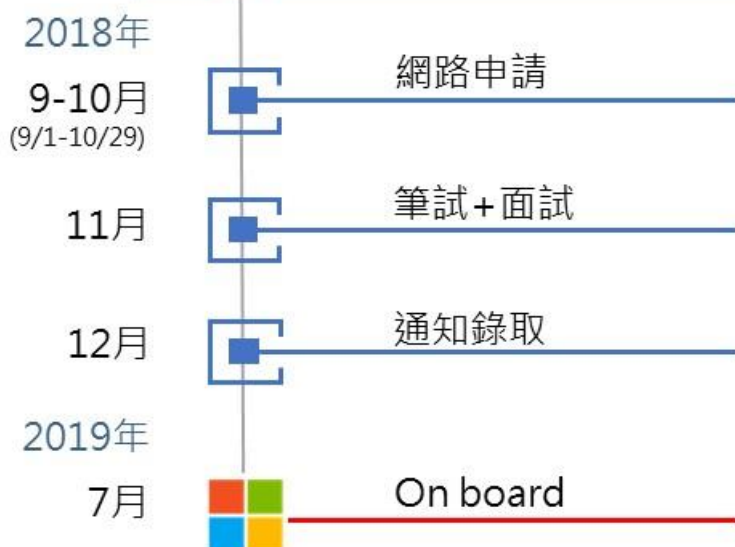 2018年
9-10月
網路申請
(9/1-10/29)
11月
筆試+面試
12月
通知錄取
2019年
7月
On board